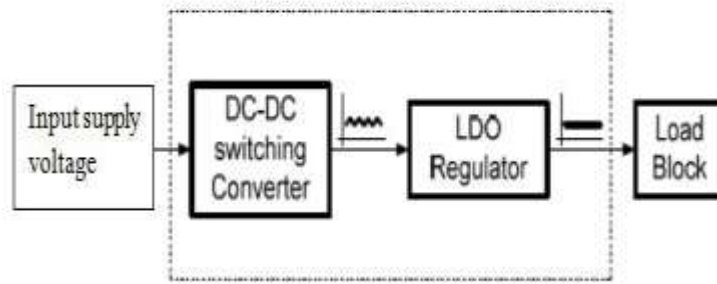 Input supply
voltage
DC-DC
switching
Converter
LDO
Regulator
Load
Block